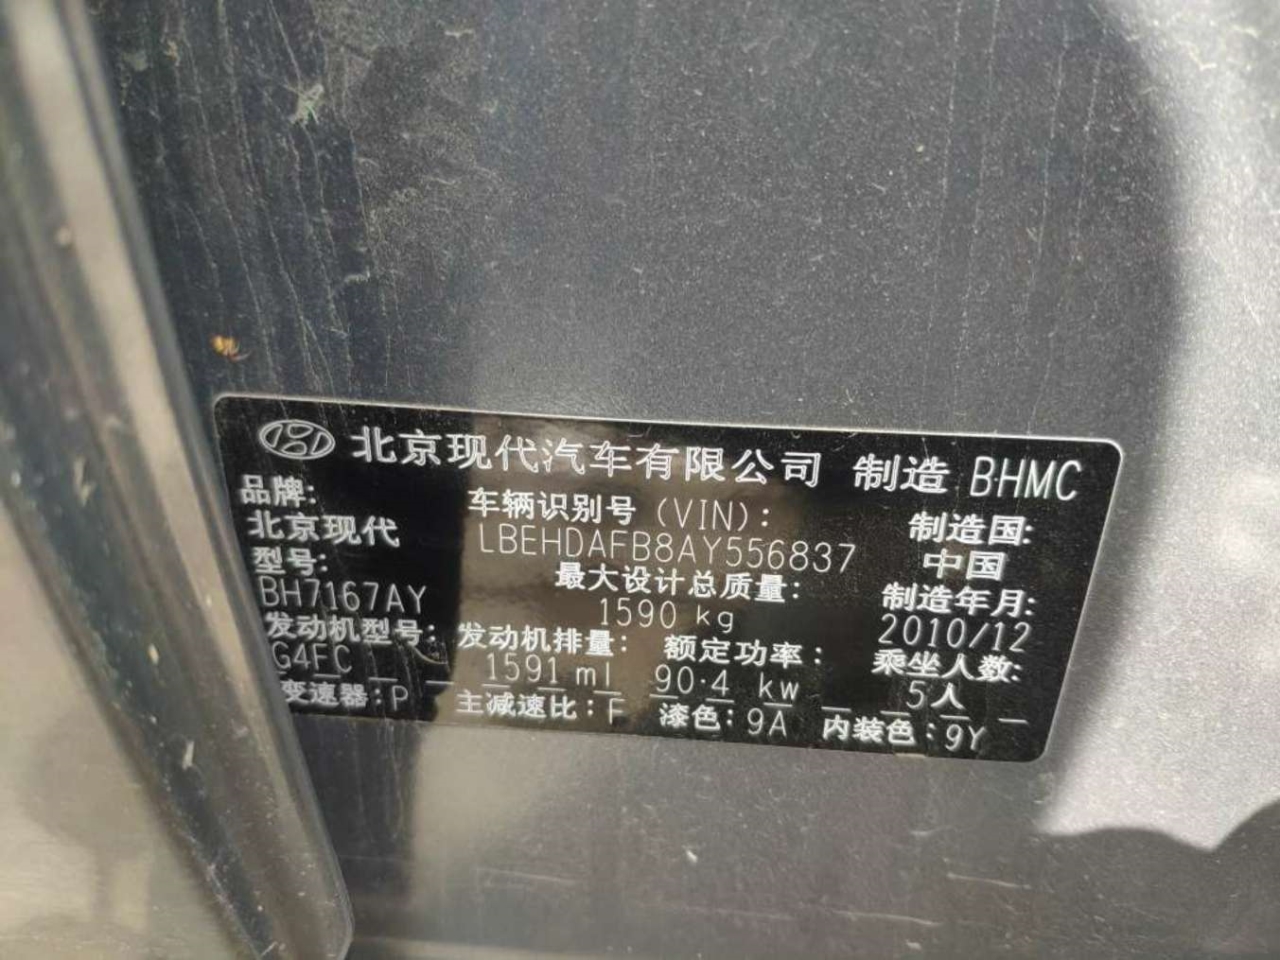 北京现代汽车有限公司 制造 BHMC
品牌: 车辆识别号 (VIN): 制造国:
北京现代 LBEHDAFB8AY556837 中国
型号: 最大设计总质量: 制造年月:
BH7167AY 1590 kg 2010/12
发动机型号: 发动机排量: 额定功率: 乘坐人数:
G4FC 1591 ml 90.4 kw 5人
变速器:P 主减速比:F 漆色:9A 内装色:9Y